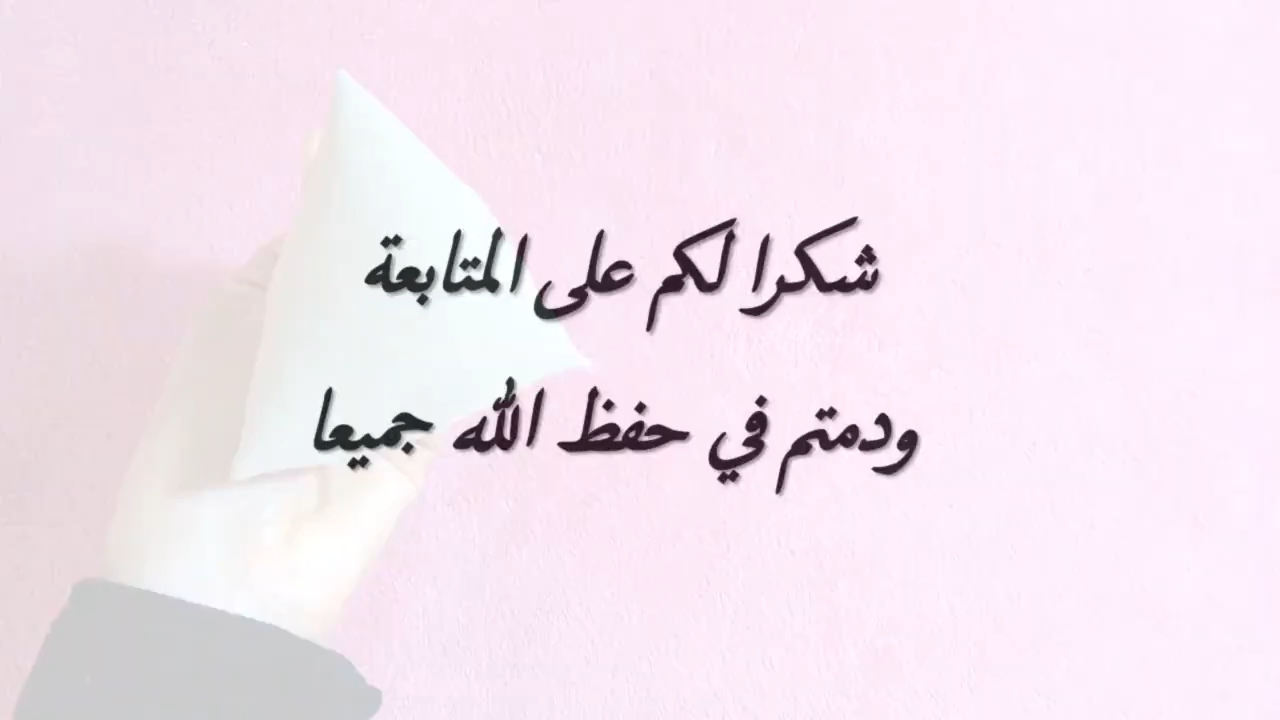 شكرا لكم على المتابعة
ودمتم في حفظ الله جميعا